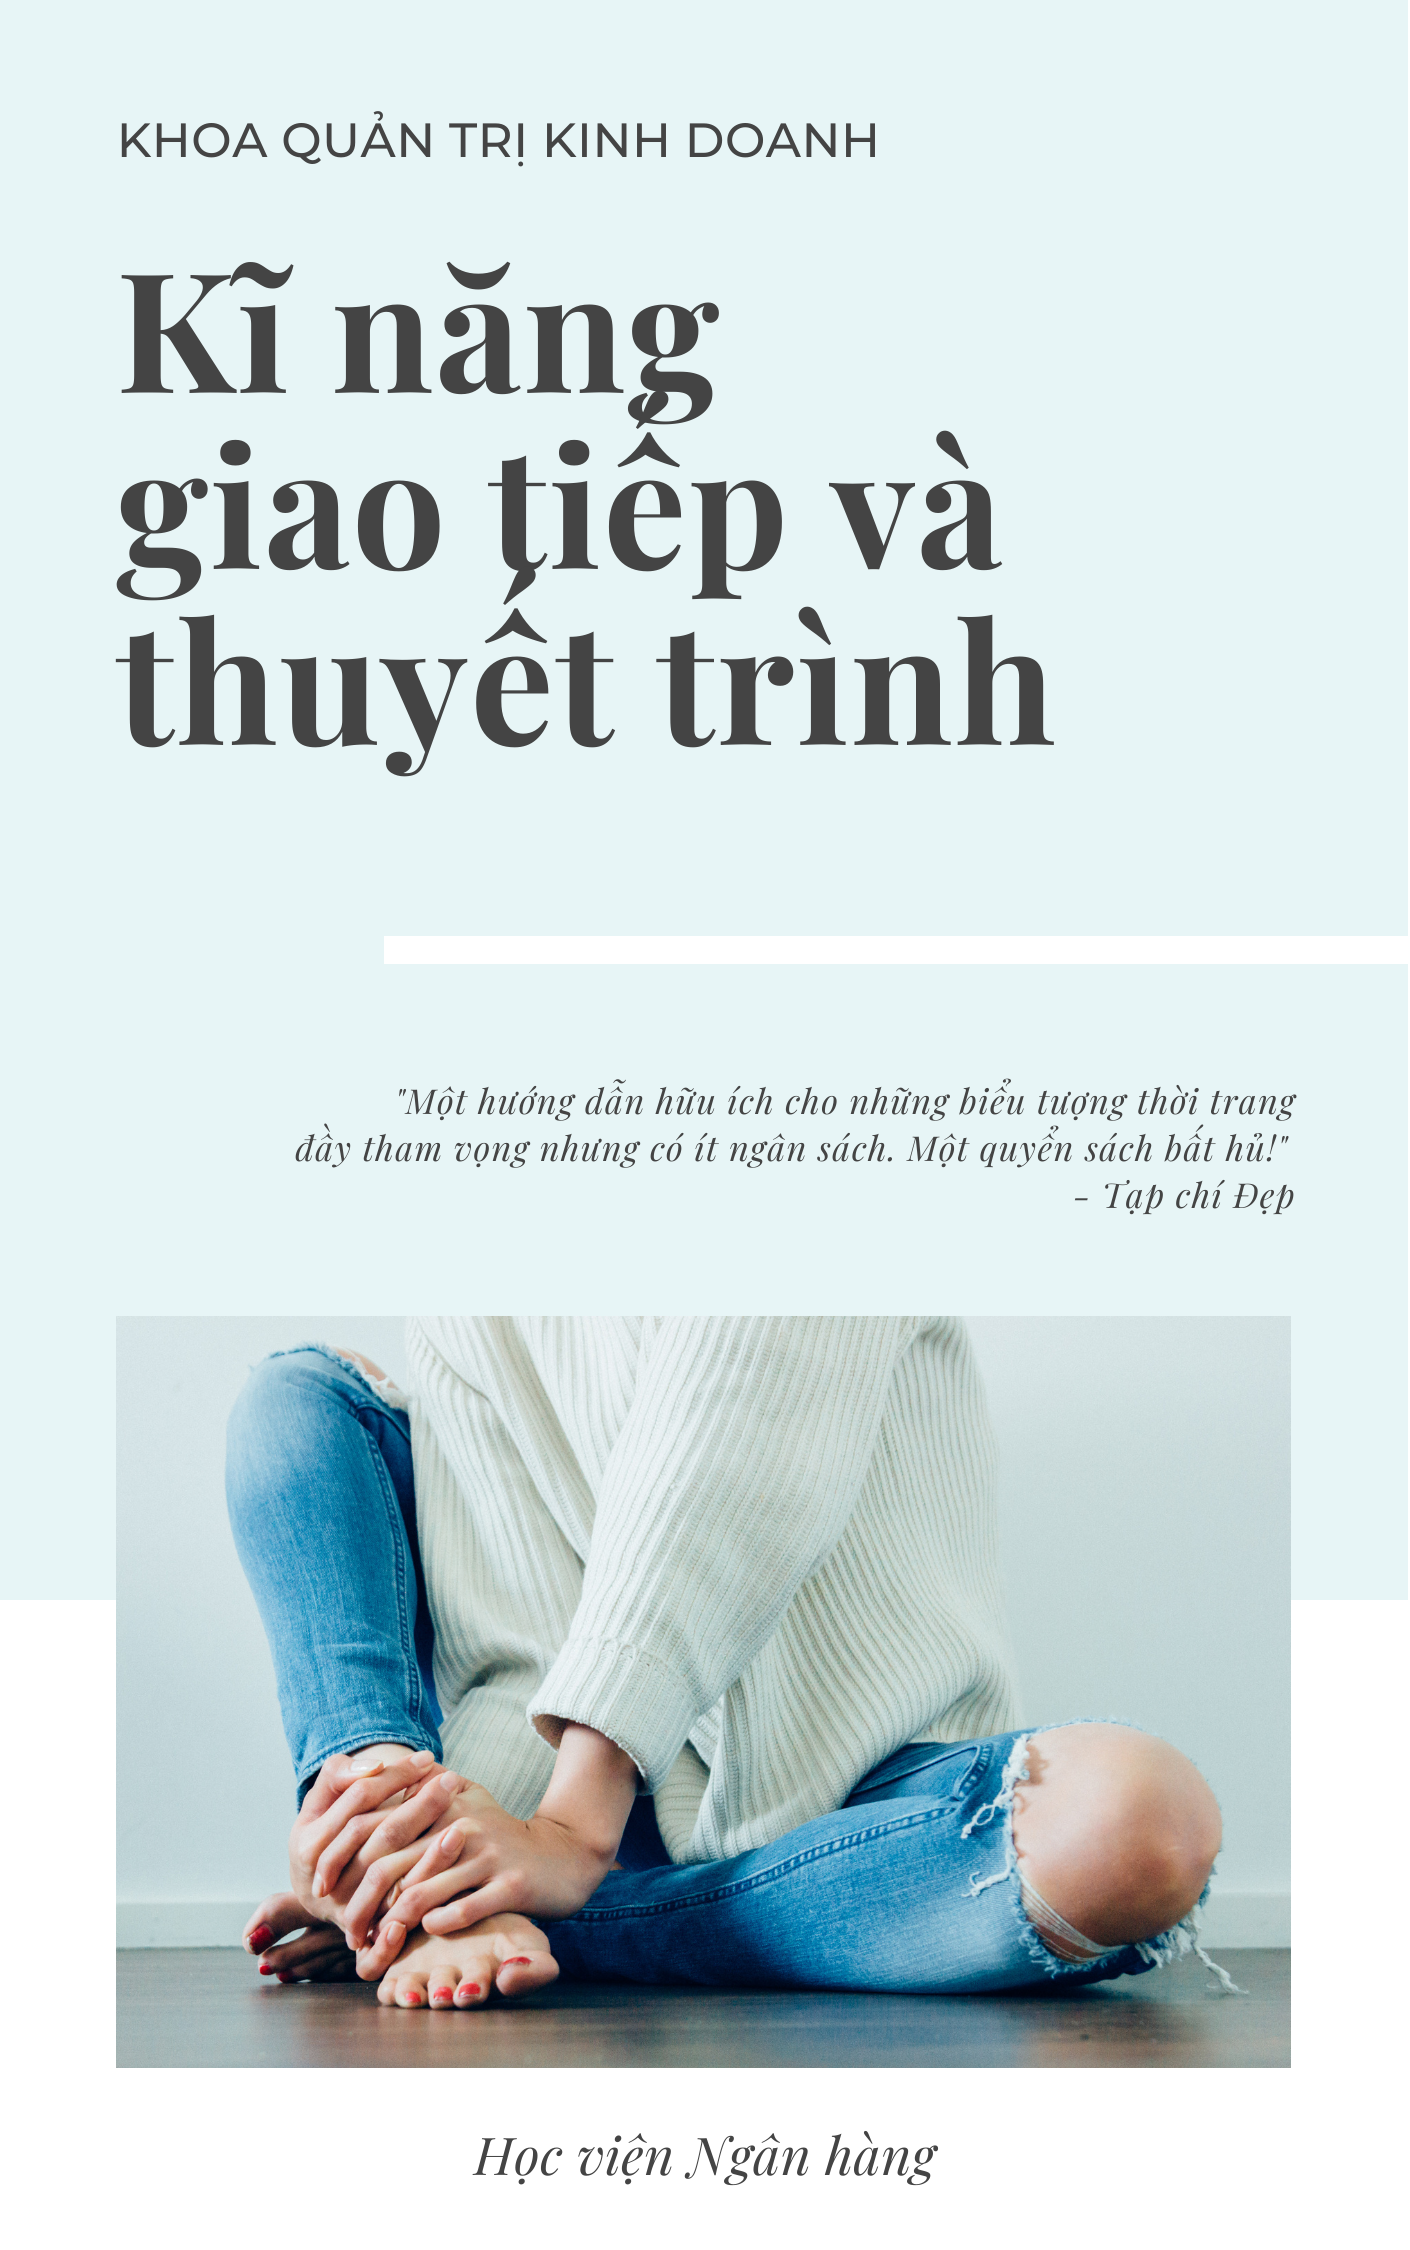 KHOA QUẢN TRỊ KINH DOANH
Kĩ năng
giao tiếp và
thuyết trình
"Một hướng dẫn hữu ích cho những biểu tượng thời trang
đầy tham vọng nhưng có ít ngân sách. Một quyển sách bất hủ!"
- Tạp chí Đẹp
Học viện Ngân hàng